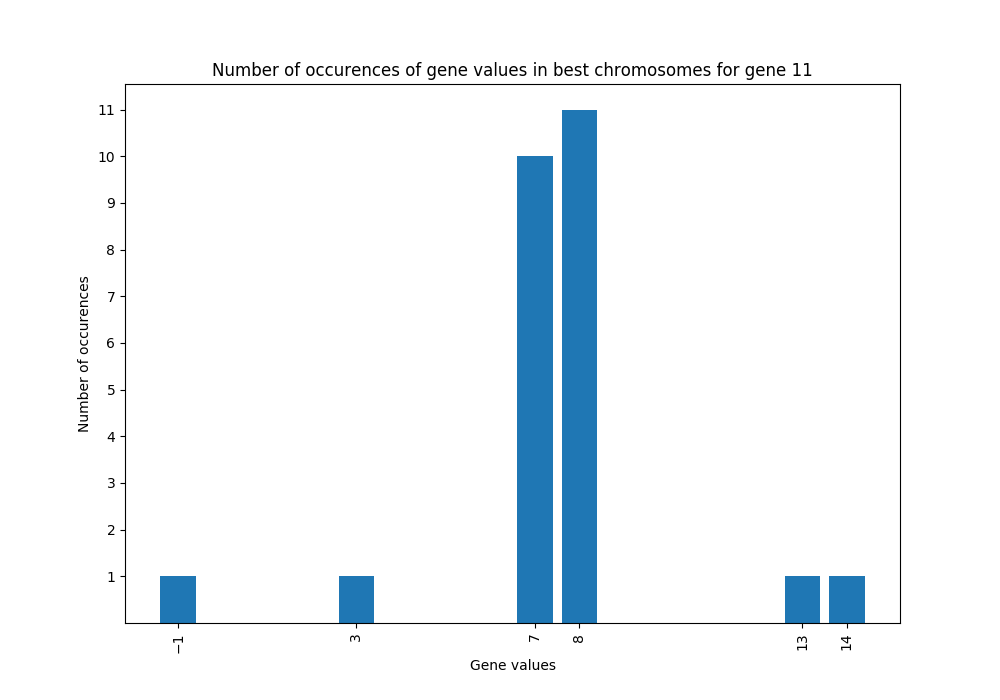 Number of occurences of gene values in best chromosomes for gene 11
11
10
9
8
7
6
5
4
3
2
1
Number of occurences
−1 3 7 8 13 14
Gene values